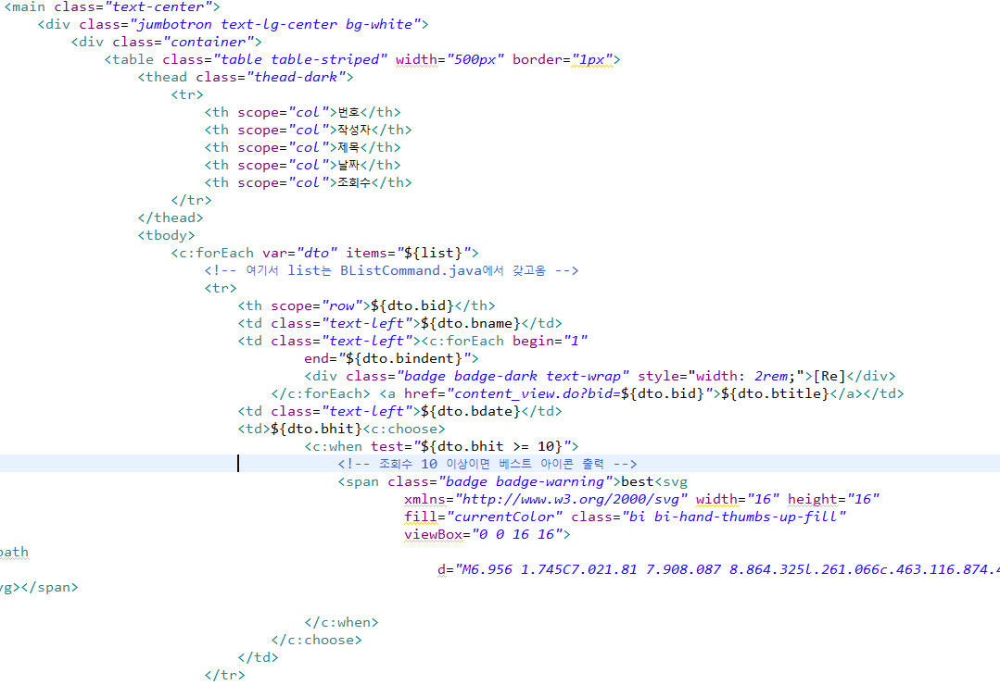 <main class="text-center">
<div class="jumbotron text-lg-center bg-white">
<div class="container">
<table class="table table-striped" width="500px" border="1px">
<thead class="thead-dark">
<tr>
<th scope="col">번호</th>
<th scope="col">작성자</th>
<th scope="col">제목</th>
<th scope="col">날짜</th>
<th scope="col">조회수</th>
</tr>
</thead>
<tbody>
<c:forEach var="dto" items="${list}">
<!-- 여기서 list는 BListCommand.java에서 갖고옴 -->
<tr>
<th scope="row">${dto.bid}</th>
<td class="text-left">${dto.bname}</td>
<td class="text-left"><c:forEach begin="1"
end="${dto.bindent}">
<div class="badge badge-dark text-wrap" style="width: 2rem;">[Re]</div>
</c:forEach> <a href="content_view.do?bid=${dto.bid}">${dto.btitle}</a></td>
<td class="text-left">${dto.bdate}</td>
<td>${dto.bhit}<c:choose>
<c:when test="${dto.bhit >= 10}">
<!-- 조회수 10 이상이면 베스트 아이콘 출력 -->
<span class="badge badge-warning">best<svg
xmlns="http://www.w3.org/2000/svg" width="16" height="16"
fill="currentColor" class="bi bi-hand-thumbs-up-fill"
viewBox="0 0 16 16">
path
d="M6.956 1.745C7.021.81 7.908.087 8.864.325l.261.066c.463.116.874.4
vg></span>
</c:when>
</c:choose>
</td>
</tr>